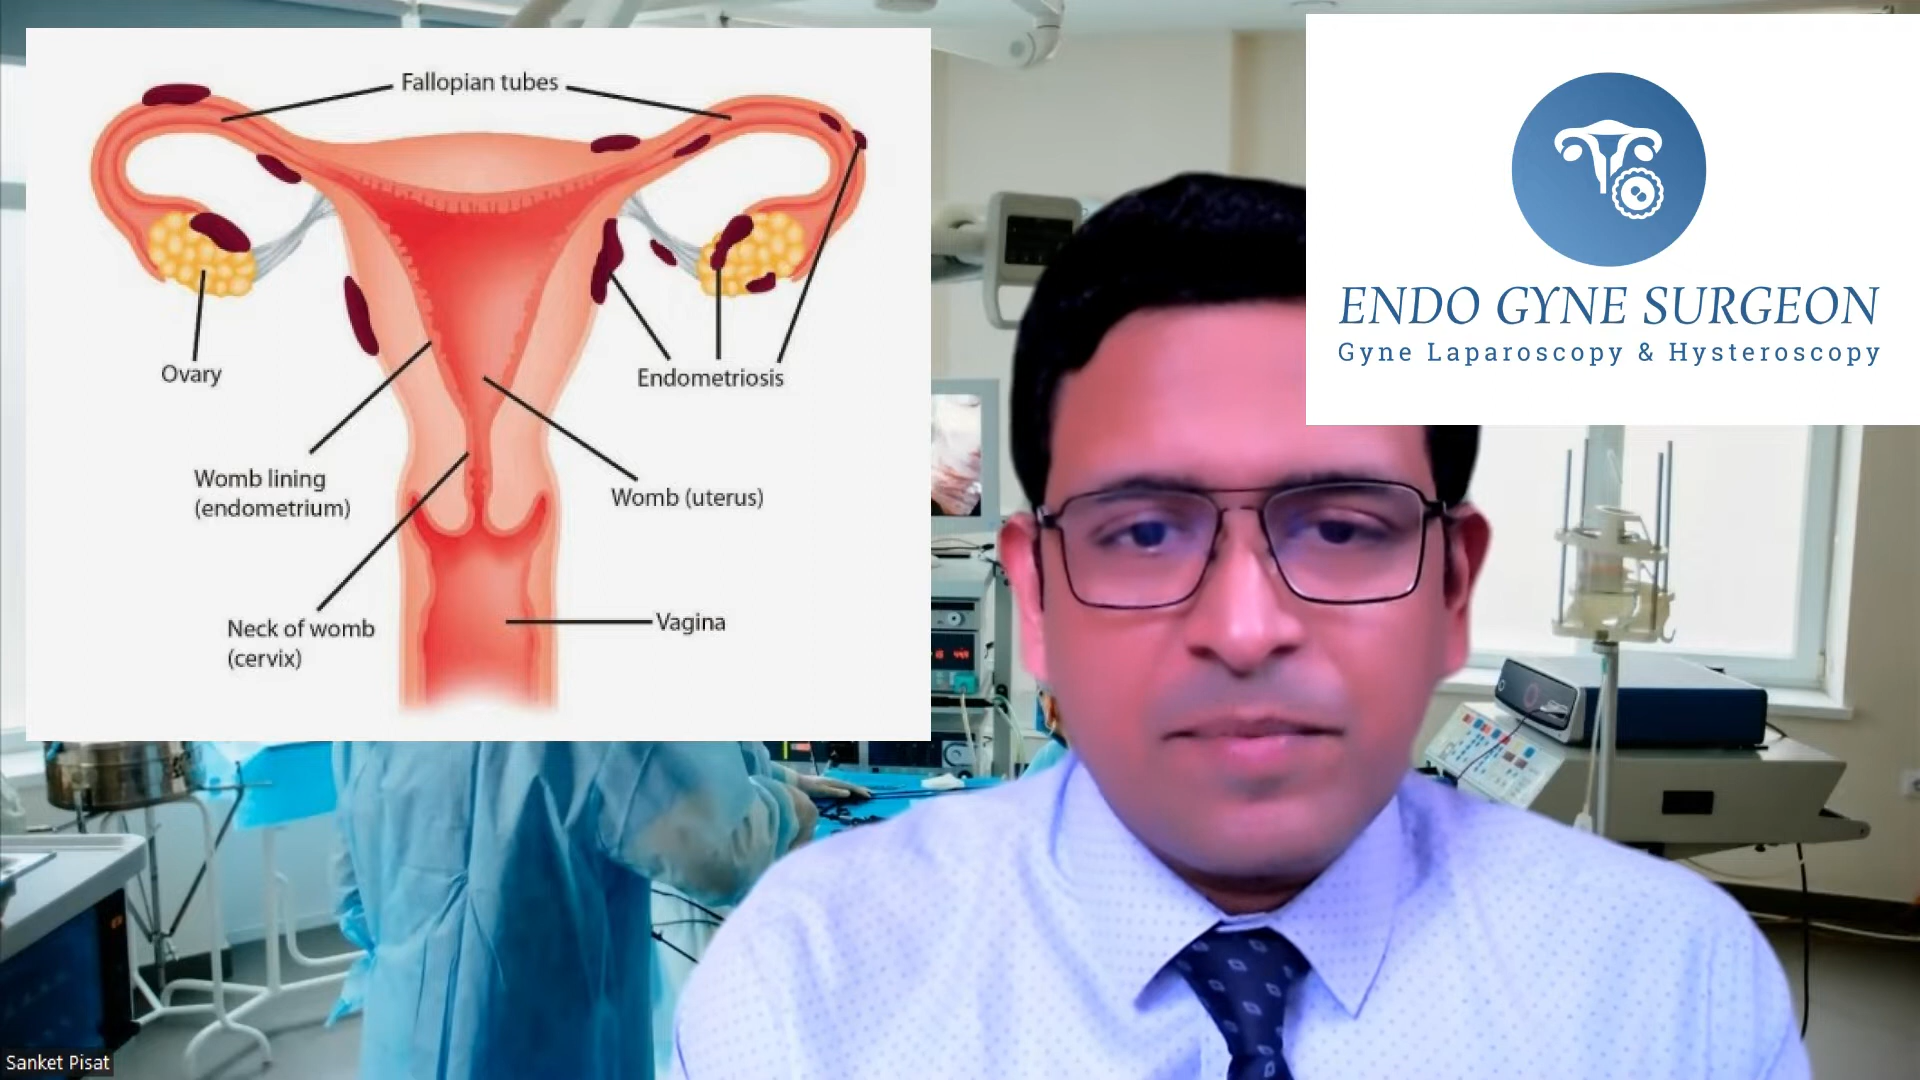 Fallopian tubes
Ovary
Endometriosis
Womb lining
(endometrium)
Womb (uterus)
Neck of womb
(cervix)
Vagina
ENDO GYNE SURGEON
Gyne Laparoscopy & Hysteroscopy
Sanket Pisat